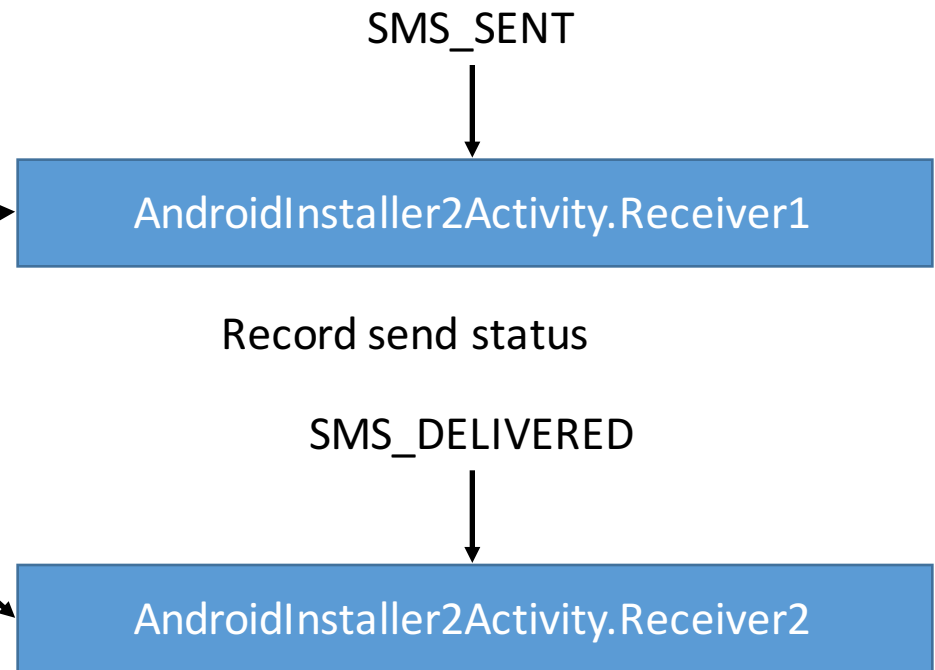 SMS_SENT
AndroidInstaller2Activity.Receiver1
Record send status
SMS_DELIVERED
AndroidInstaller2Activity.Receiver2